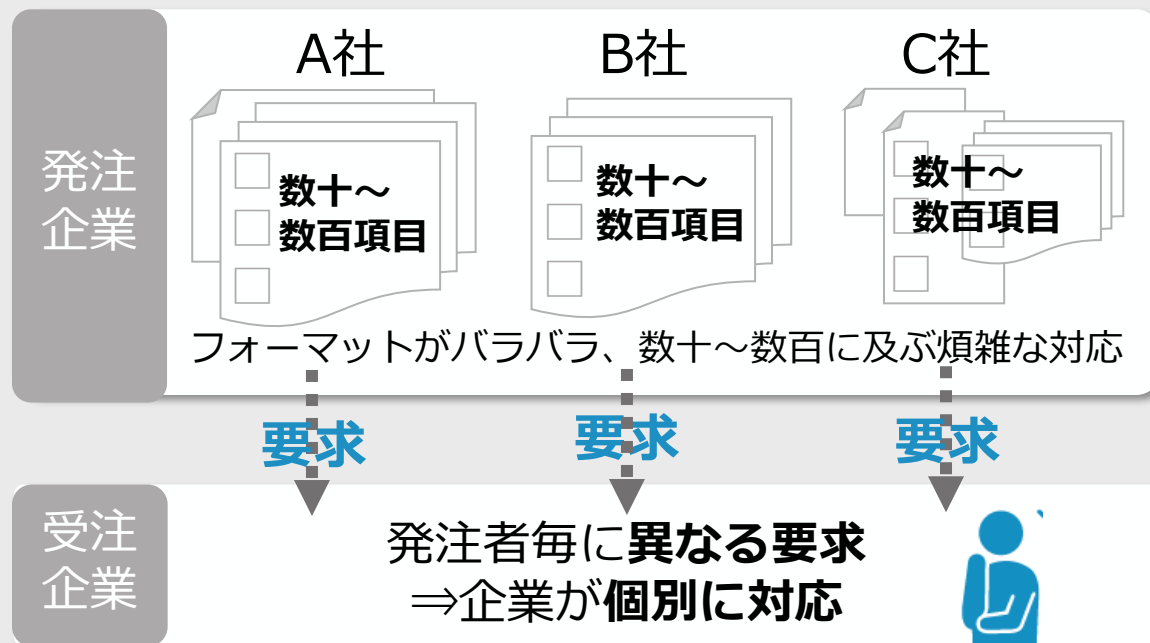 発注
企業
A社
B社
C社
数十～
数百項目
数十～
数百項目
数十～
数百項目
フォーマットがバラバラ、数十～数百に及ぶ煩雑な対応
要求
要求
要求
受注
企業
発注者毎に異なる要求
⇒企業が個別に対応